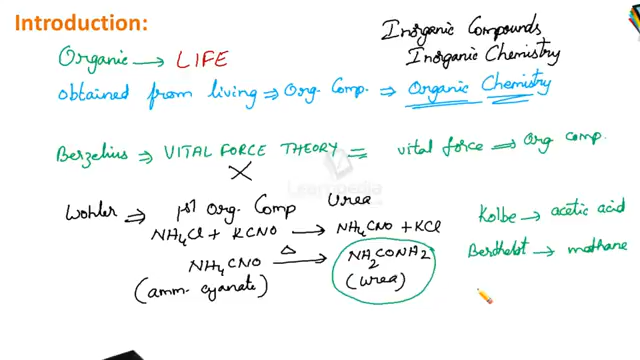 Introduction:
Inorganic Compounds
Inorganic Chemistry
Organic → LIFE
obtained from living ⇒ Org. Comp. ⇒ Organic Chemistry
Berzelius ⇒ VITAL FORCE THEORY = vital force ⇒ Org comp.
X
Learnpedia
Wohler ⇒ 1st Org. Comp Urea
NH4Cl + KCNO → NH4CNO + KCl
NH4CNO Δ→ NH2CONH2
(amm. cyanate) (urea)
Kolbe → acetic acid
Berthelot → methane